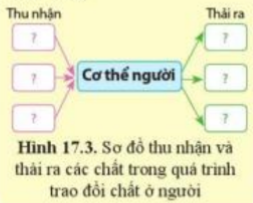 Thu nhận Thải ra
? ?
? Cơ thể người ?
? ?
Hình 17.3. Sơ đồ thu nhận và
thải ra các chất trong quá trình
trao đổi chất ở người